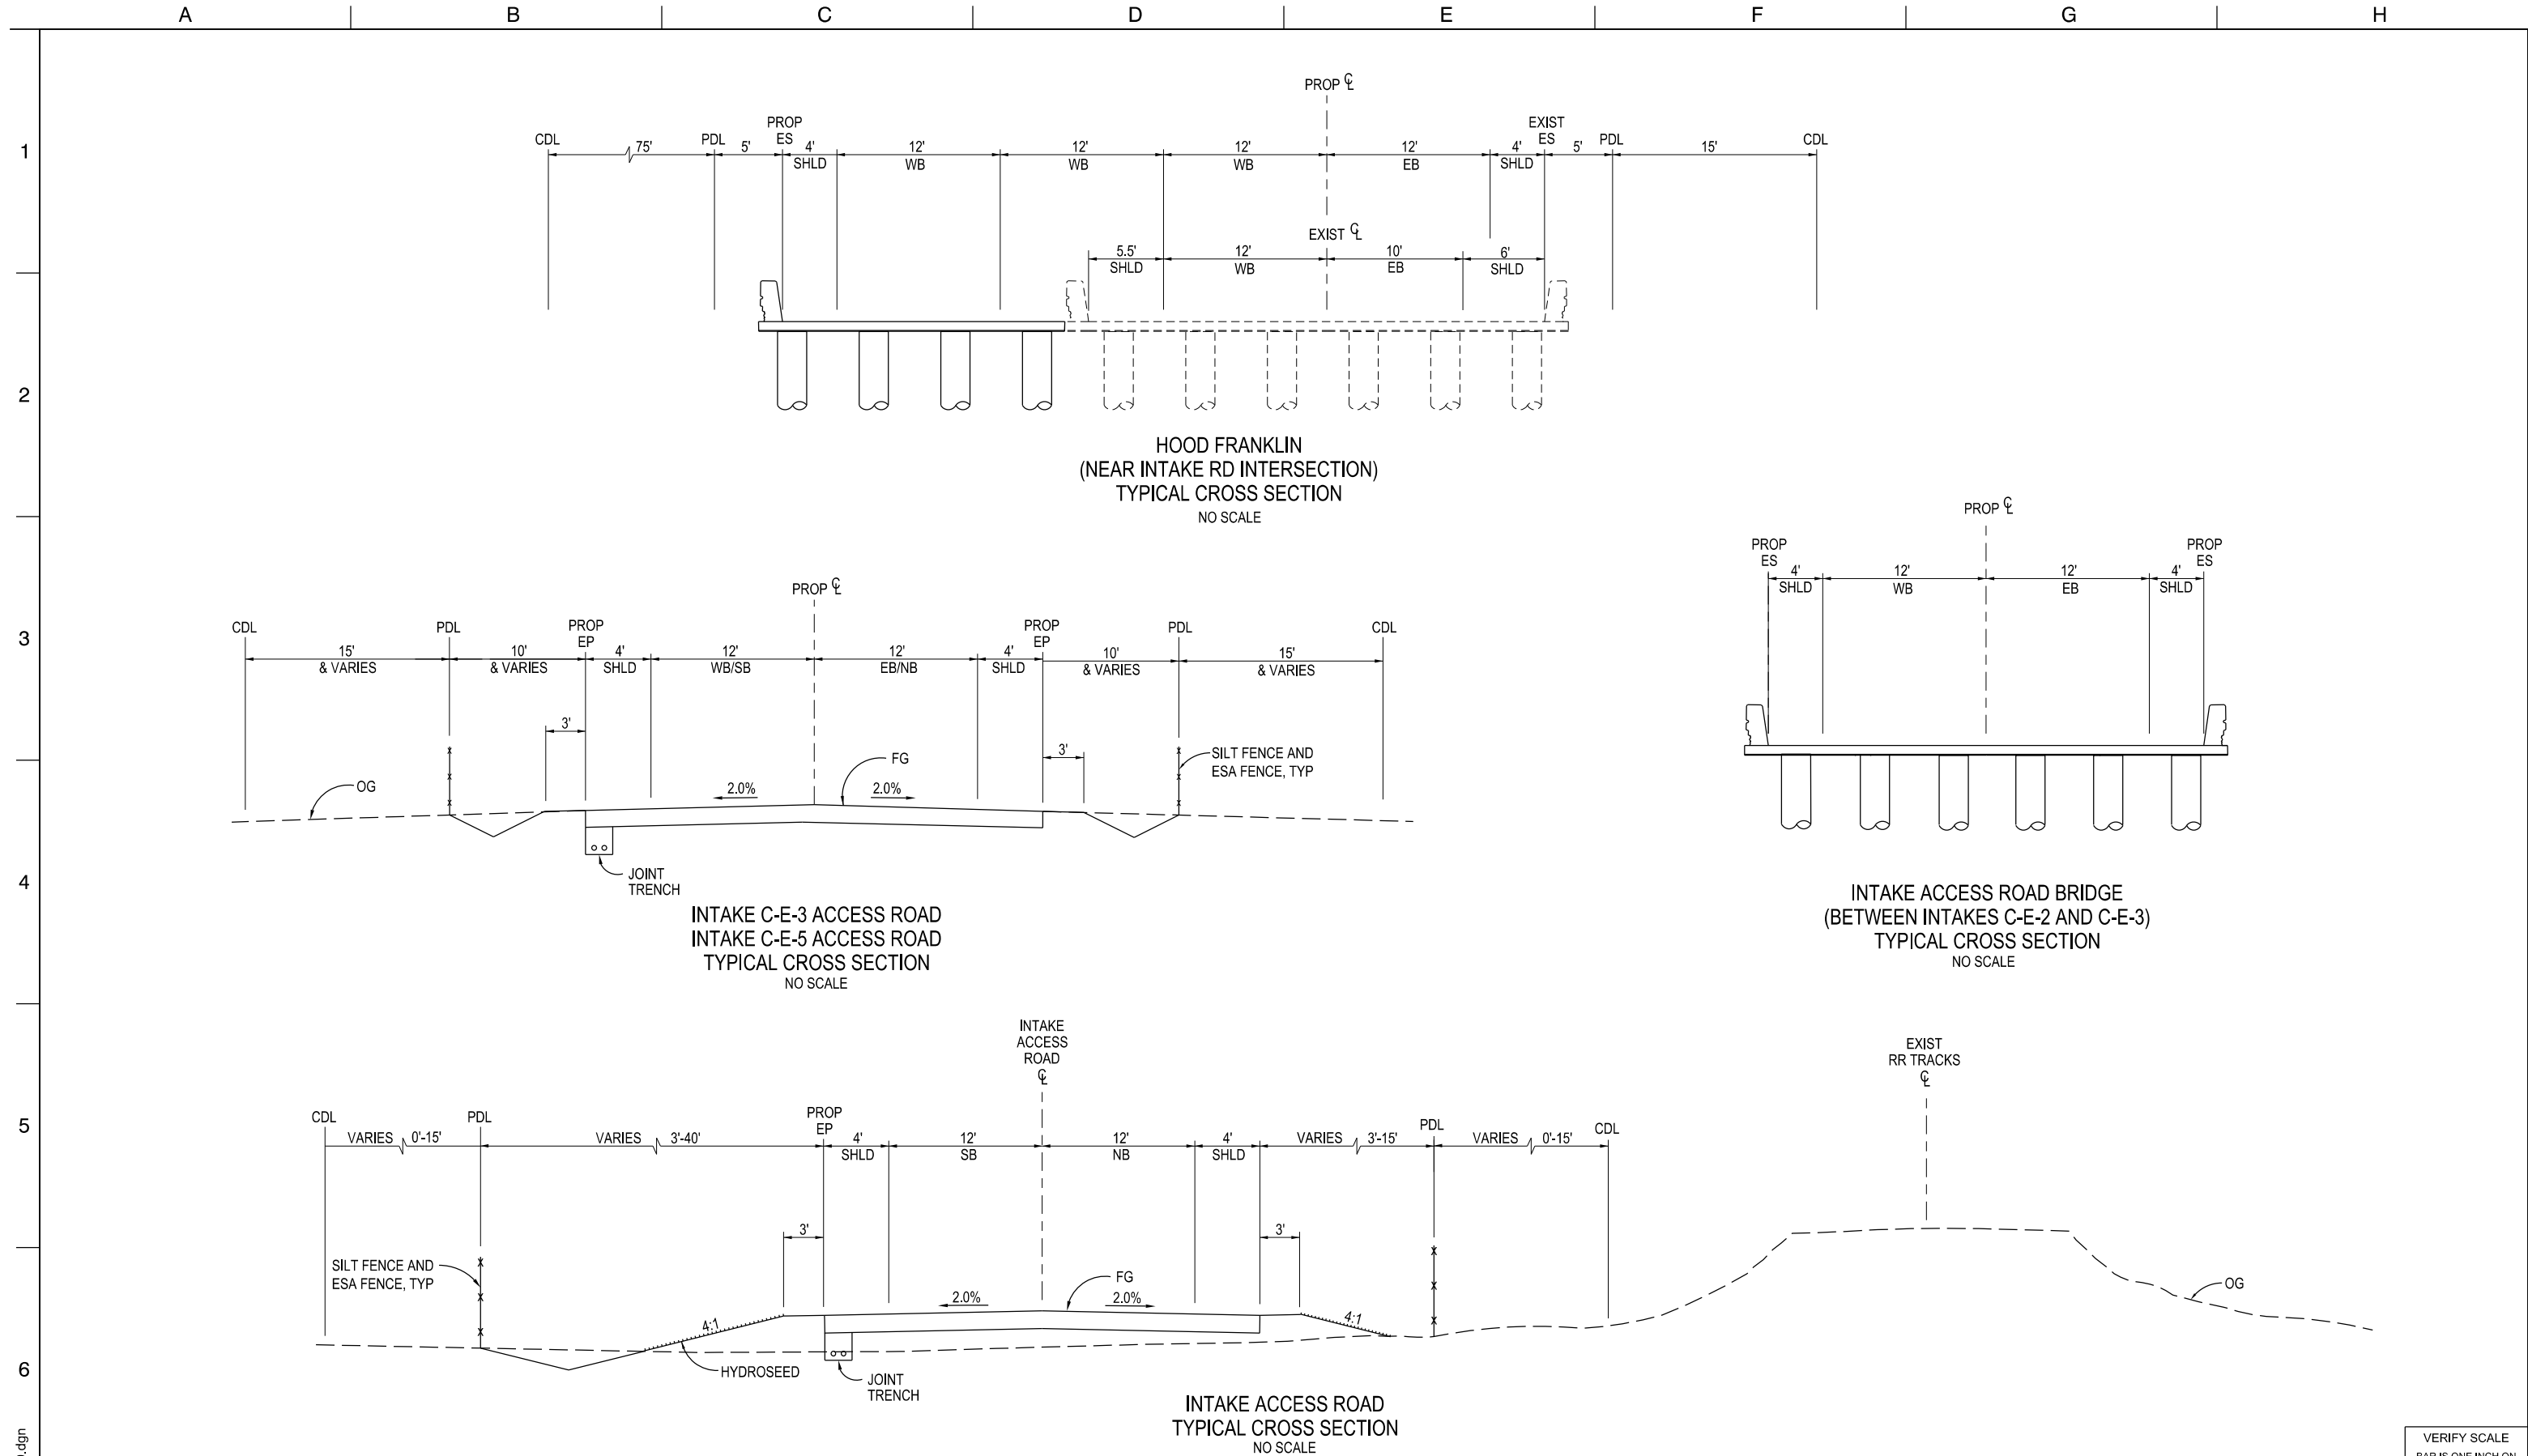 A B C D E F G H
1
PROP ℄
CDL PDL PROP ES EXIST ES PDL CDL
75' 5' 4' 12' 12' 12' 12' 4' 5' 15'
SHLD WB WB WB EB SHLD
EXIST ℄
5.5' 12' 10' 6'
SHLD WB EB SHLD
2
HOOD FRANKLIN
(NEAR INTAKE RD INTERSECTION)
TYPICAL CROSS SECTION
NO SCALE
3
PROP ℄
CDL PDL PROP EP PROP EP PDL CDL
15' 10' 4' 12' 12' 4' 10' 15'
& VARIES & VARIES SHLD WB/SB EB/NB SHLD & VARIES & VARIES
3' 3'
OG
2.0% 2.0%
FG
SILT FENCE AND
ESA FENCE, TYP
JOINT
TRENCH
4
INTAKE C-E-3 ACCESS ROAD
INTAKE C-E-5 ACCESS ROAD
TYPICAL CROSS SECTION
NO SCALE
PROP ℄
PROP ES PROP ES
4' 12' 12' 4'
SHLD WB EB SHLD
INTAKE ACCESS ROAD BRIDGE
(BETWEEN INTAKES C-E-2 AND C-E-3)
TYPICAL CROSS SECTION
NO SCALE
5
INTAKE
ACCESS
ROAD
℄
EXIST
RR TRACKS
℄
CDL PDL PROP EP PDL CDL
VARIES 0'-15' VARIES 3'-40' 4' 12' 12' 4' VARIES 3'-15' VARIES 0'-15'
SHLD SB NB SHLD
3' 3'
SILT FENCE AND
ESA FENCE, TYP
2.0% 2.0%
FG
OG
4:1 4:1
6
HYDROSEED
JOINT
TRENCH
INTAKE ACCESS ROAD
TYPICAL CROSS SECTION
NO SCALE
VERIFY SCALE
BAR IS ONE INCH ON
.dgn